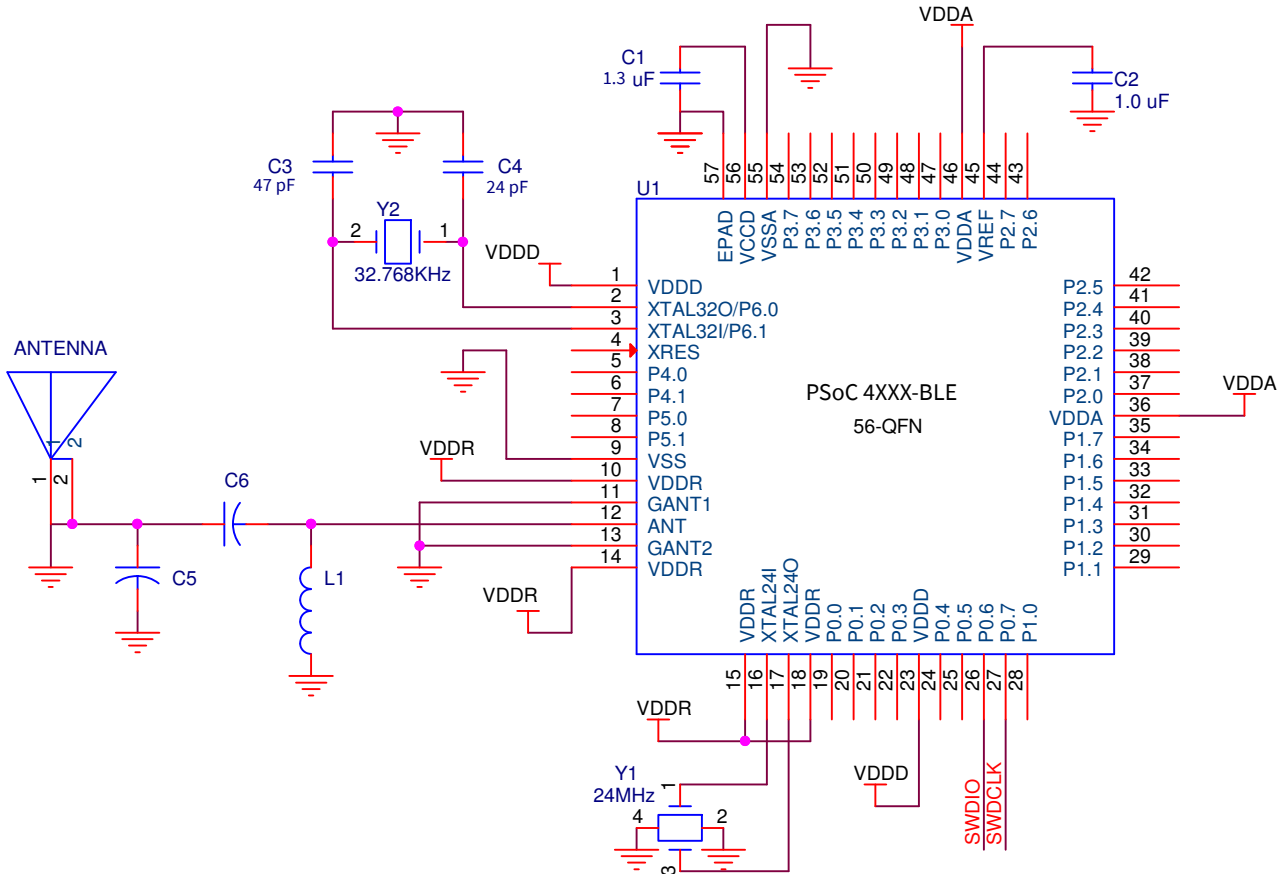 VDDA
C1
1.3 uF
C2
1.0 uF
C3
47 pF
C4
24 pF
Y2
2
1
32.768KHz
VDDD
57
56
55
54
53
52
51
50
49
48
47
46
45
44
43
U1
EPAD
VCCD
VSSA
P3.7
P3.6
P3.5
P3.4
P3.3
P3.2
P3.1
P3.0
VDDA
VREF
P2.7
P2.6
1 VDDD
2 XTAL32O/P6.0
3 XTAL32I/P6.1
4 XRES
5 P4.0
6 P4.1
7 P5.0
8 P5.1
9 VSS
10 VDDR
11 GANT1
12 ANT
13 GANT2
14 VDDR
P2.5 42
P2.4 41
P2.3 40
P2.2 39
P2.1 38
P2.0 37
VDDA 36
P1.7 35
P1.6 34
P1.5 33
P1.4 32
P1.3 31
P1.2 30
P1.1 29
PSoC 4XXX-BLE
56-QFN
VDDA
ANTENNA
1
2
1
2
VDDR
C6
C5
L1
VDDR
VDDR
XTAL24I
XTAL24O
VDDR
P0.0
P0.1
P0.2
P0.3
VDDD
P0.4
P0.5
P0.6
P0.7
P1.0
15
16
17
18
19
20
21
22
23
24
25
26
27
28
VDDR
Y1
24MHz
1
4
2
3
VDDD
SWDIO
SWDCLK